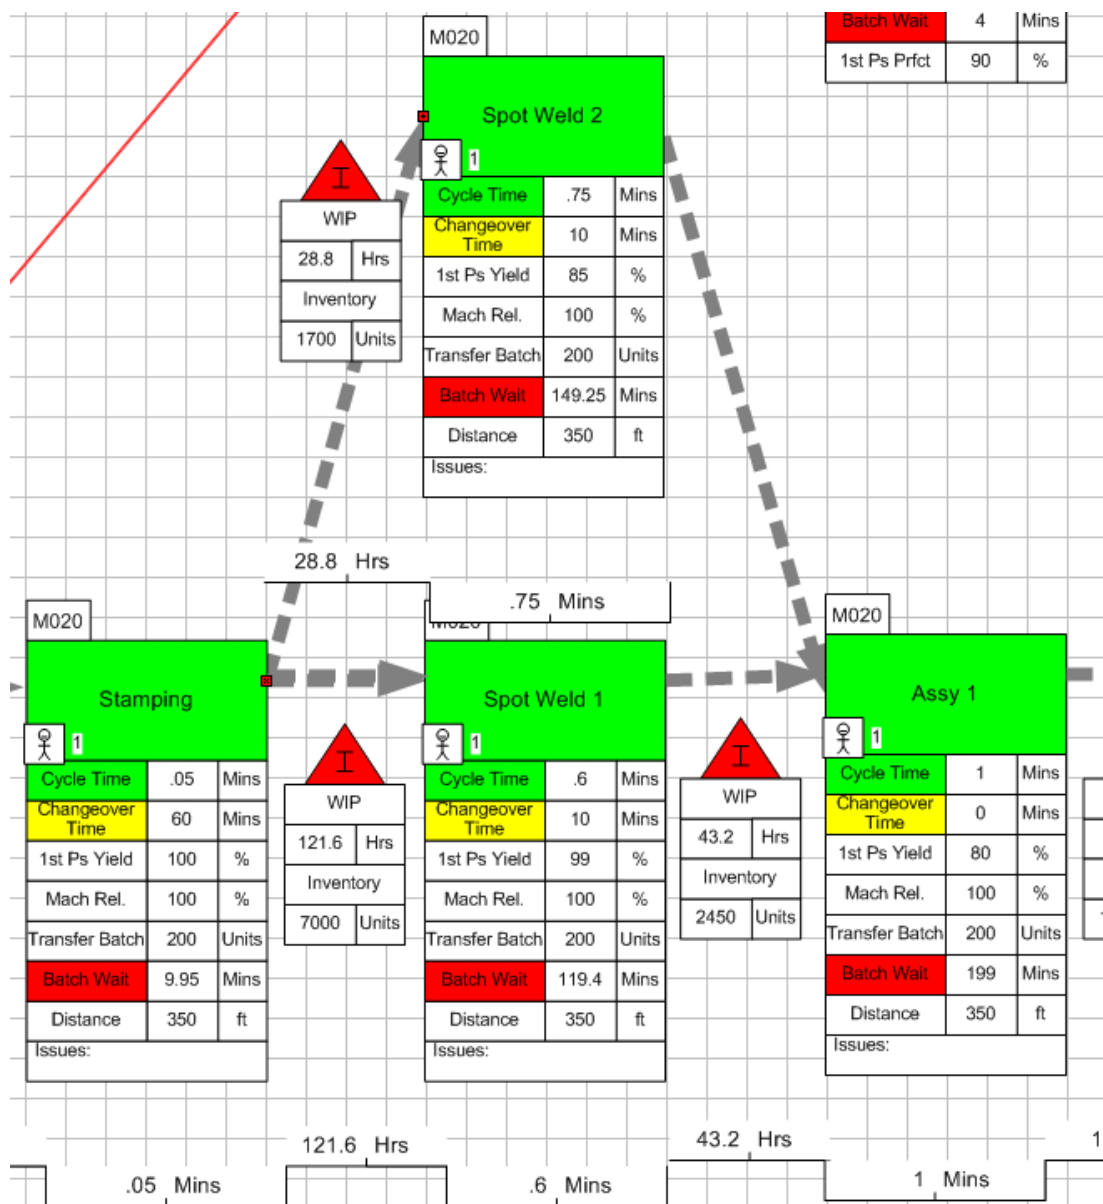 Batch Wait 4 Mins
1st Ps Prfct 90 %
M020
Spot Weld 2
1
Cycle Time .75 Mins
Changeover Time 10 Mins
1st Ps Yield 85 %
Mach Rel. 100 %
Transfer Batch 200 Units
Batch Wait 149.25 Mins
Distance 350 ft
Issues:
I
WIP
28.8 Hrs
Inventory
1700 Units
28.8 Hrs
.75 Mins
M020
Stamping
1
Cycle Time .05 Mins
Changeover Time 60 Mins
1st Ps Yield 100 %
Mach Rel. 100 %
Transfer Batch 200 Units
Batch Wait 9.95 Mins
Distance 350 ft
Issues:
I
WIP
121.6 Hrs
Inventory
7000 Units
M020
Spot Weld 1
1
Cycle Time .6 Mins
Changeover Time 10 Mins
1st Ps Yield 99 %
Mach Rel. 100 %
Transfer Batch 200 Units
Batch Wait 119.4 Mins
Distance 350 ft
Issues:
I
WIP
43.2 Hrs
Inventory
2450 Units
M020
Assy 1
1
Cycle Time 1 Mins
Changeover Time 0 Mins
1st Ps Yield 80 %
Mach Rel. 100 %
Transfer Batch 200 Units
Batch Wait 199 Mins
Distance 350 ft
Issues:
121.6 Hrs
43.2 Hrs
.05 Mins
.6 Mins
1 Mins